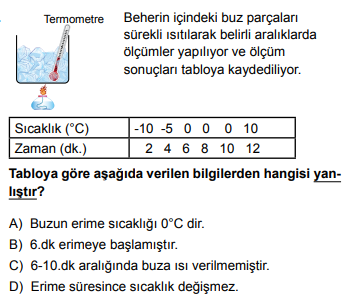 Termometre
Beherin içindeki buz parçaları
sürekli ısıtılarak belirli aralıklarda
ölçümler yapılıyor ve ölçüm
sonuçları tabloya kaydediliyor.
Sıcaklık (°C) -10 -5 0 0 0 10
Zaman (dk.) 2 4 6 8 10 12
Tabloya göre aşağıda verilen bilgilerden hangisi yan-
lıştır?
A) Buzun erime sıcaklığı 0°C dir.
B) 6.dk erimeye başlamıştır.
C) 6-10.dk aralığında buza ısı verilmemiştir.
D) Erime süresince sıcaklık değişmez.